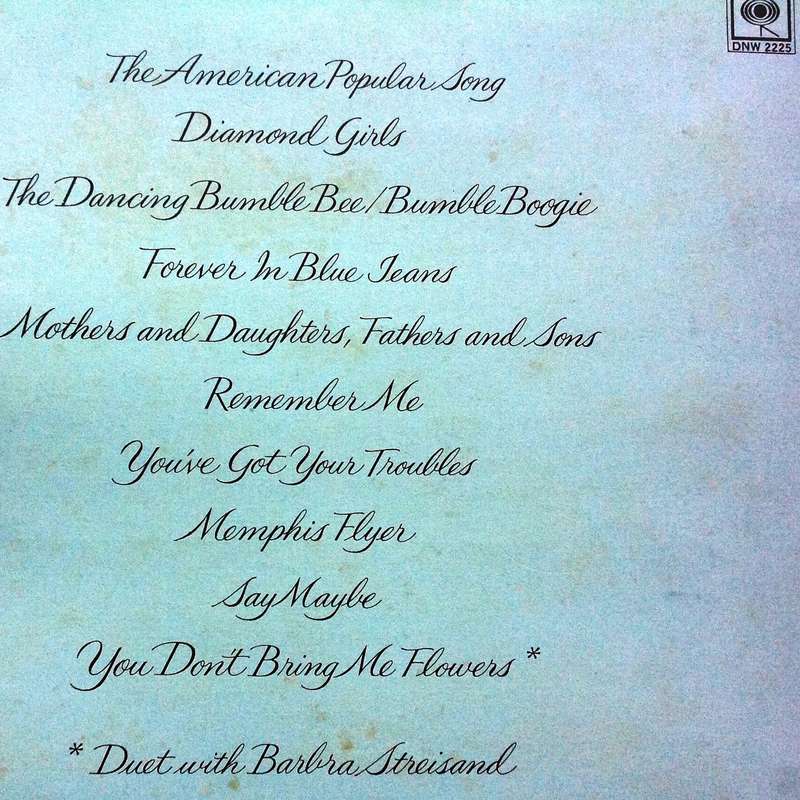 DNW 2225
The American Popular Song
Diamond Girls
The Dancing Bumble Bee/Bumble Boogie
Forever In Blue Jeans
Mothers and Daughters, Fathers and Sons
Remember Me
You've Got Your Troubles
Memphis Flyer
Say Maybe
You Don't Bring Me Flowers *
* Duet with Barbra Streisand